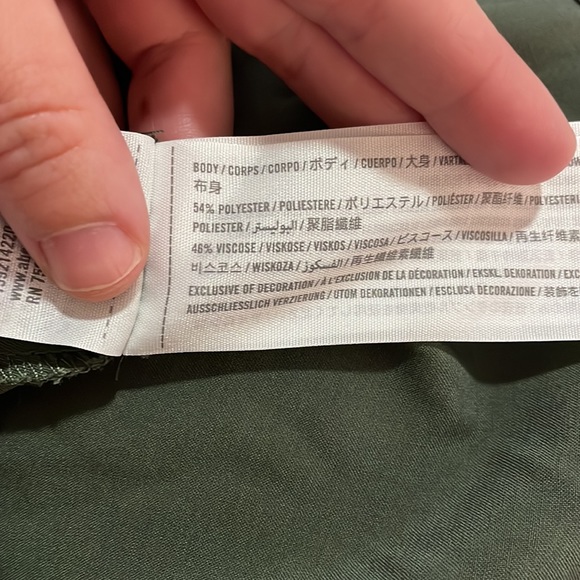 BODY / CORPS / CORPO / ボディ / CUERPO / 大身 /
布身
54% POLYESTER / POLIESTERE / ポリエステル / POLIÉSTER / 聚酯纤维 /
POLIESTER / البوليستر / 聚脂纖維
46% VISCOSE / VISKOSE / VISKOS / VISCOSA / ビスコース / VISCOSILLA / 再生纤维素
비스코스 / WISKOZA / الفسكوز / 再生纖維素纖維
EXCLUSIVE OF DECORATION / À L'EXCLUSION DE LA DÉCORATION / EKSKL. DEKORATION /
AUSSCHLIESSLICH VERZIERUNG / UTOM DEKORATIONEN / ESCLUSA DECORAZIONE /